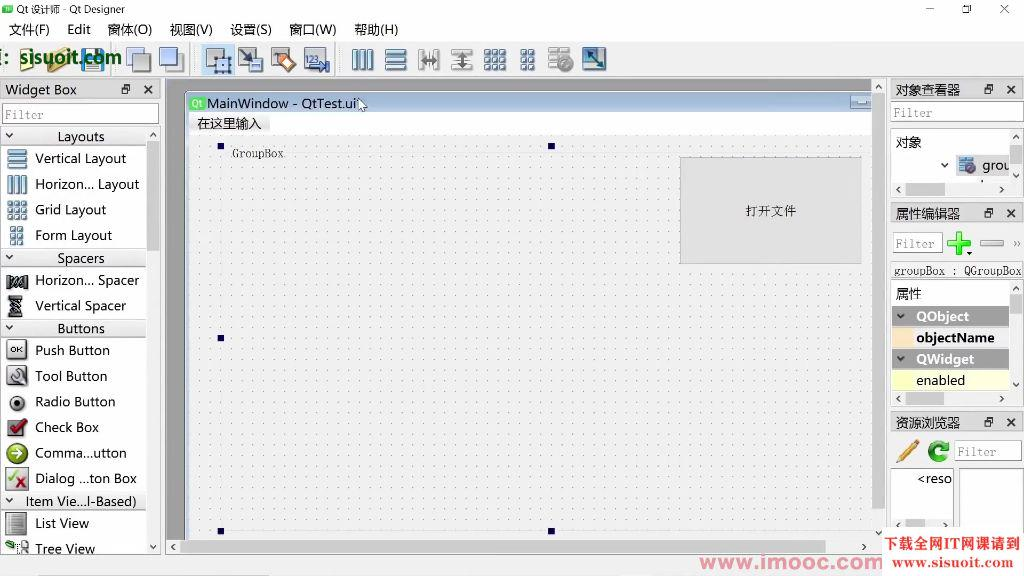 Qt 设计师 - Qt Designer
文件(F) Edit 窗体(O) 视图(V) 设置(S) 窗口(W) 帮助(H)
: sisuoit.com
Widget Box
Filter
Layouts
Vertical Layout
Horizon... Layout
Grid Layout
Form Layout
Spacers
Horizon... Spacer
Vertical Spacer
Buttons
OK Push Button
Tool Button
Radio Button
Check Box
Comma...utton
Dialog ...ton Box
Item Vie...l-Based)
List View
Tree View
Qt MainWindow - QtTest.ui
在这里输入
GroupBox
打开文件
对象查看器
Filter
对象
grou
属性编辑器
Filter
groupBox : QGroupBox
属性
QObject
objectName
QWidget
enabled
资源浏览器
Filter
<reso
下载全网IT网课请到
www.sisuoit.com
www.imooc.com